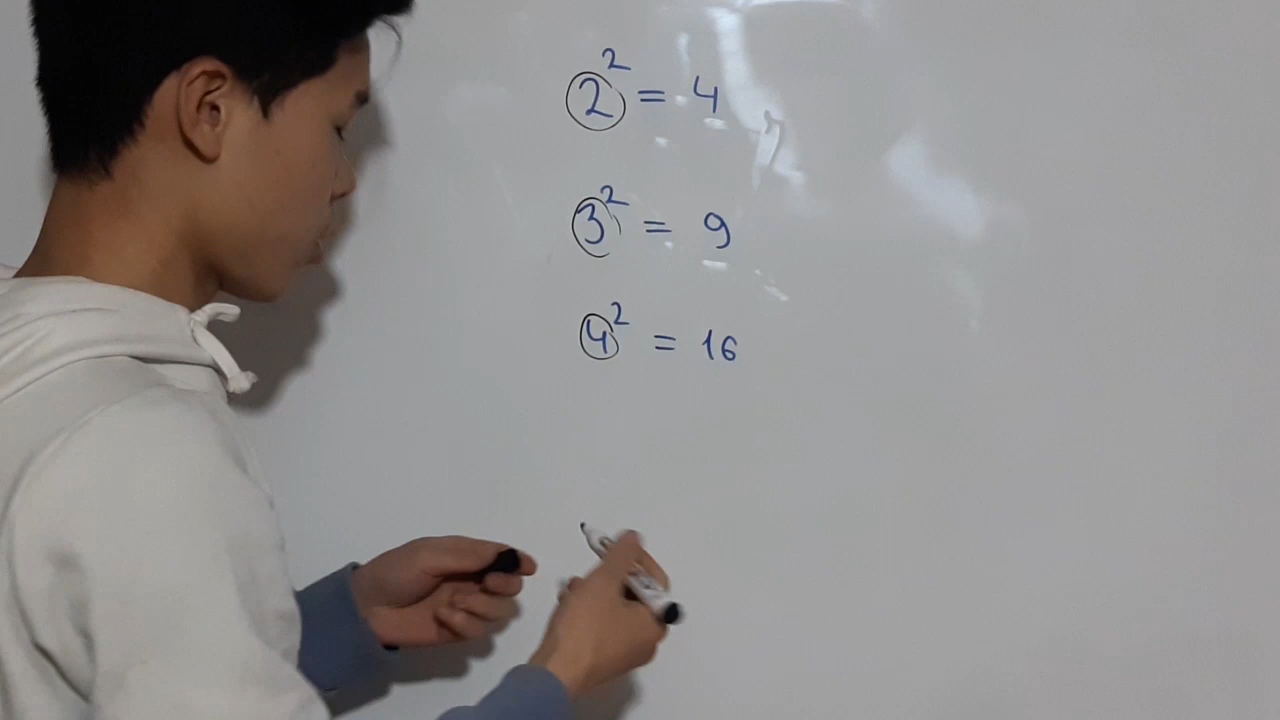 2² = 4
3² = 9
4² = 16